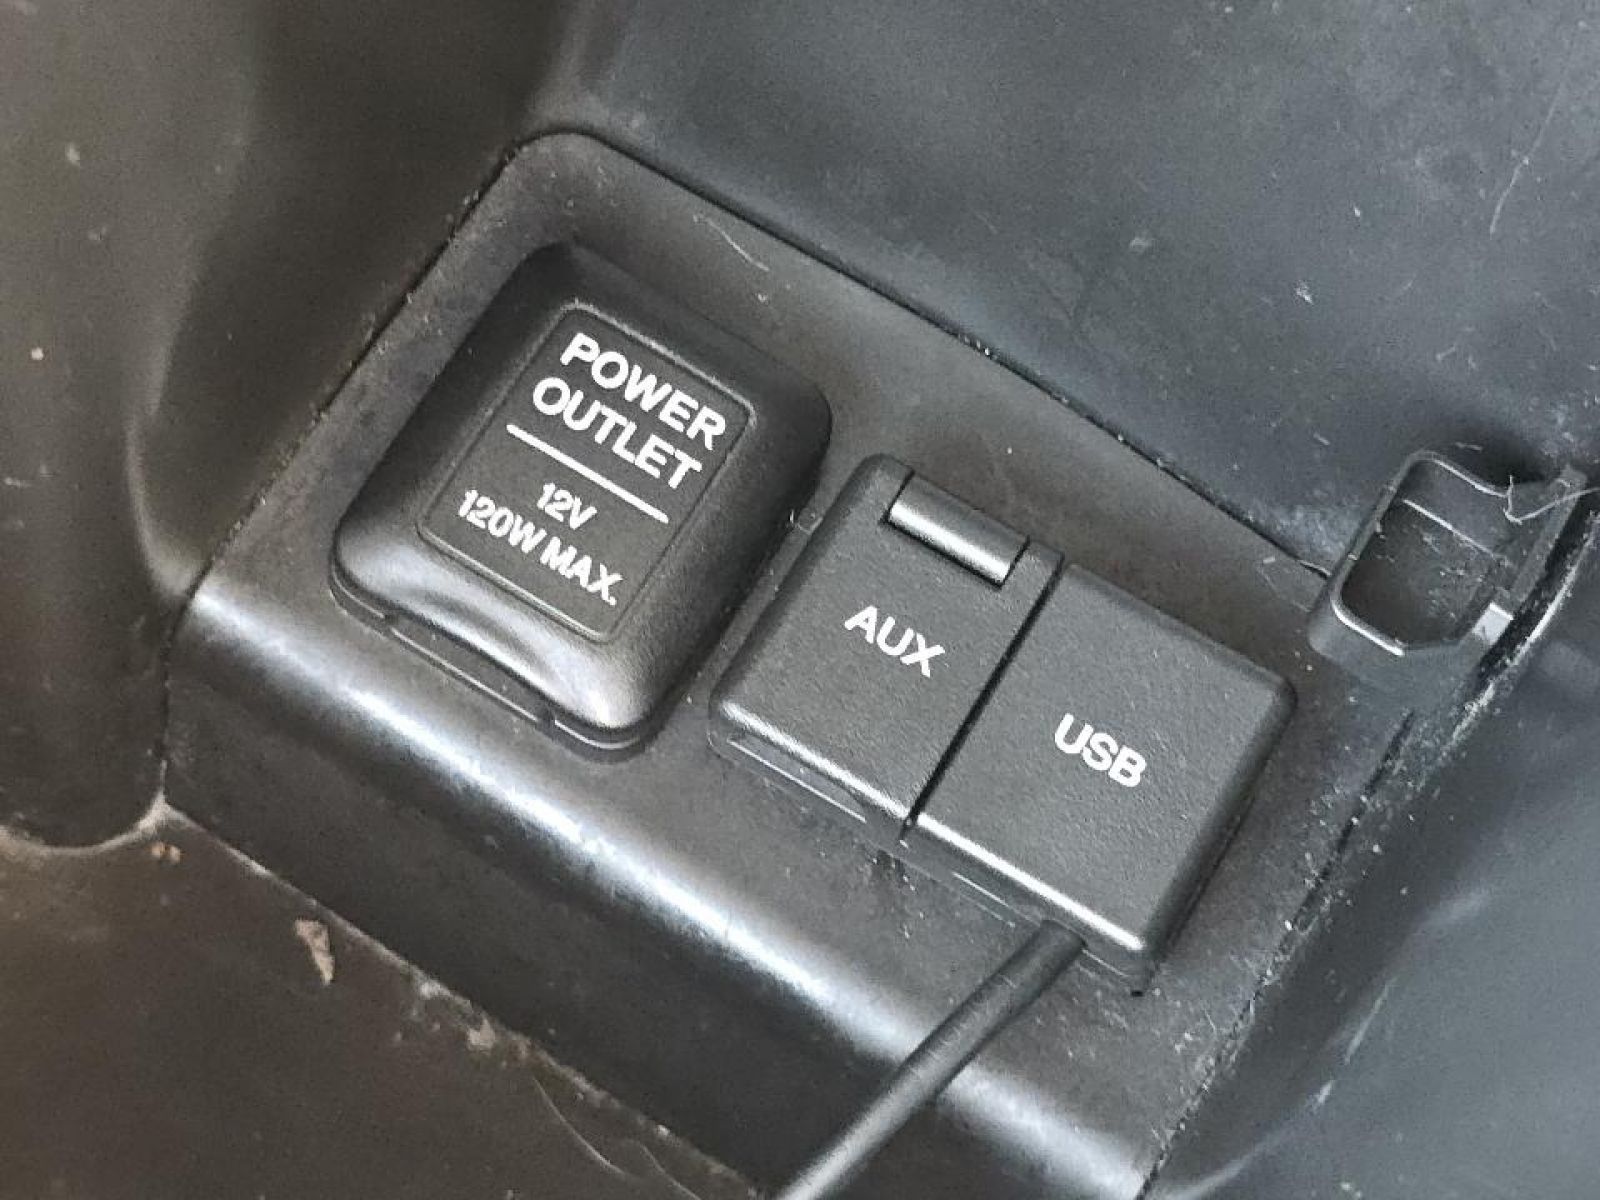 POWER
OUTLET
12V
120W MAX.
AUX
USB